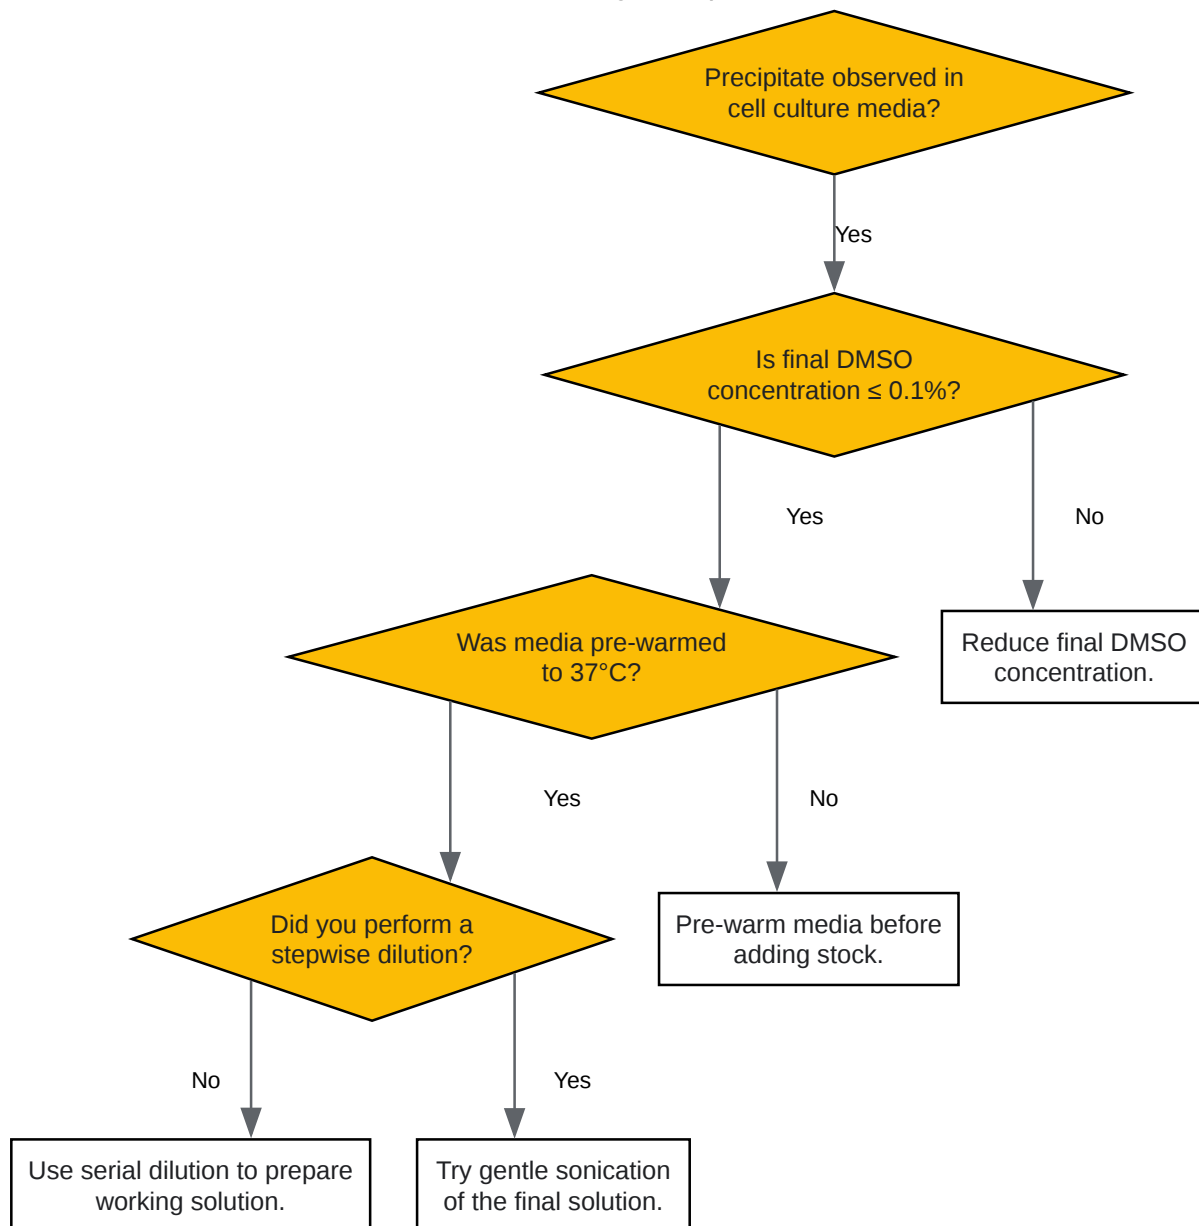 Precipitate observed in
cell culture media?
Yes
Is final DMSO
concentration ≤ 0.1%?
Yes
No
Was media pre-warmed
to 37°C?
Reduce final DMSO
concentration.
Yes
No
Did you perform a
stepwise dilution?
Pre-warm media before
adding stock.
No
Yes
Use serial dilution to prepare
working solution.
Try gentle sonication
of the final solution.